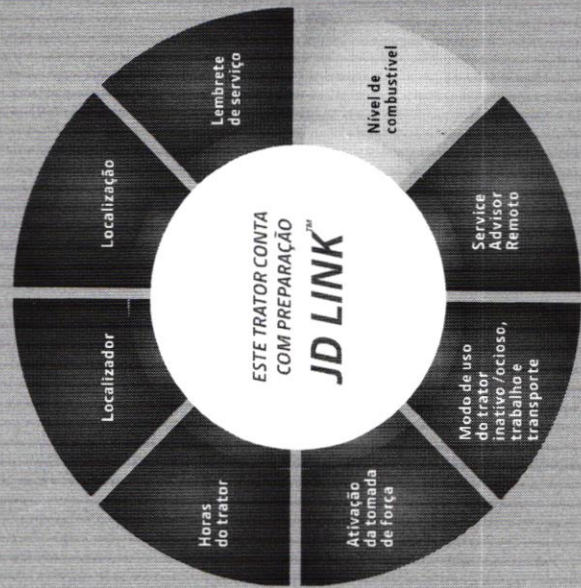 ESTE TRATOR CONTA
COM PREPARAÇÃO
JD LINK™
Localizador
Localização
Lembrete
de serviço
Nível de
combustível
Service
Advisor
Remoto
Modo de uso
do trator
inativo/ocioso,
trabalho e
transporte
Ativação
da tomada
de força
Horas
do trator